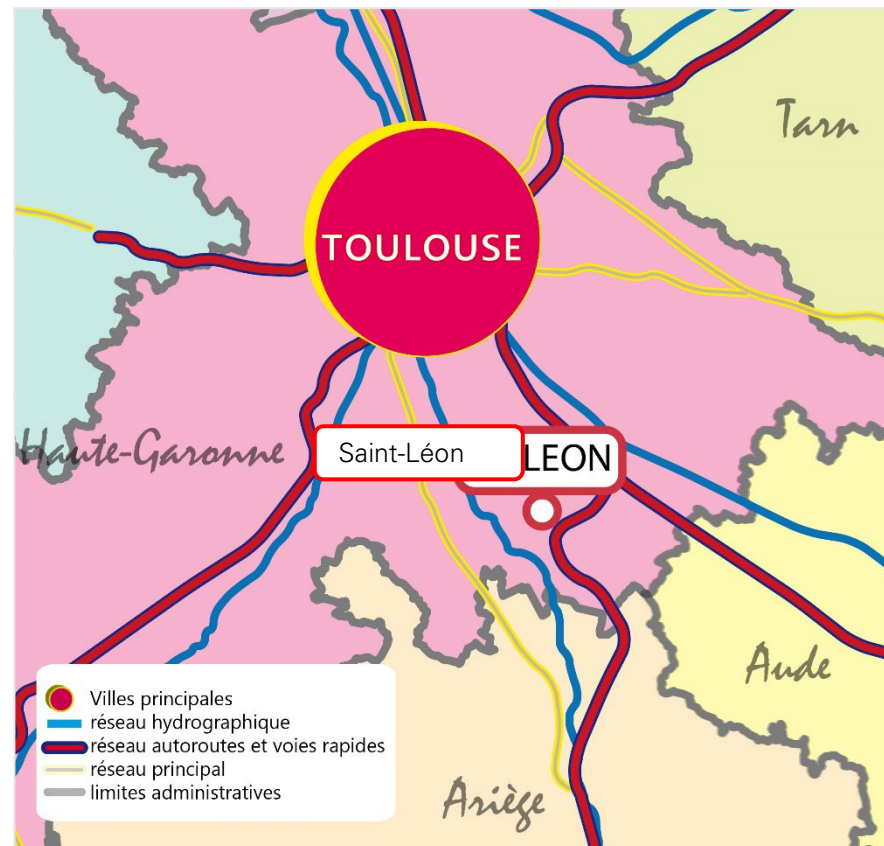 Tarn
TOULOUSE
Haute-Garonne
Saint-Léon
LEON
Aude
Ariège
Villes principales
réseau hydrographique
réseau autoroutes et voies rapides
réseau principal
limites administratives